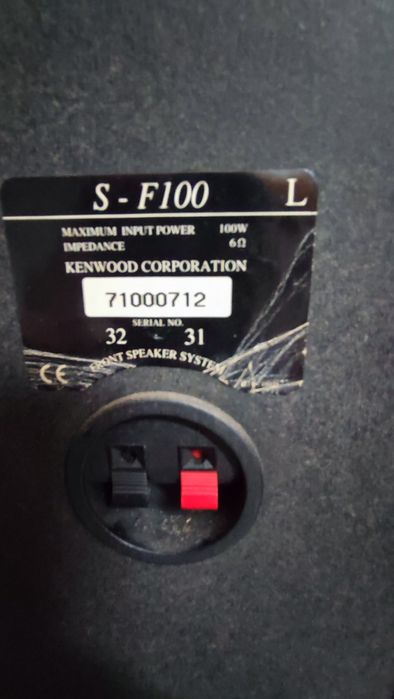 S - F100 L
MAXIMUM INPUT POWER 100W
IMPEDANCE 6Ω
KENWOOD CORPORATION
71000712
SERIAL NO.
32 31
FRONT SPEAKER SYSTEM
CE